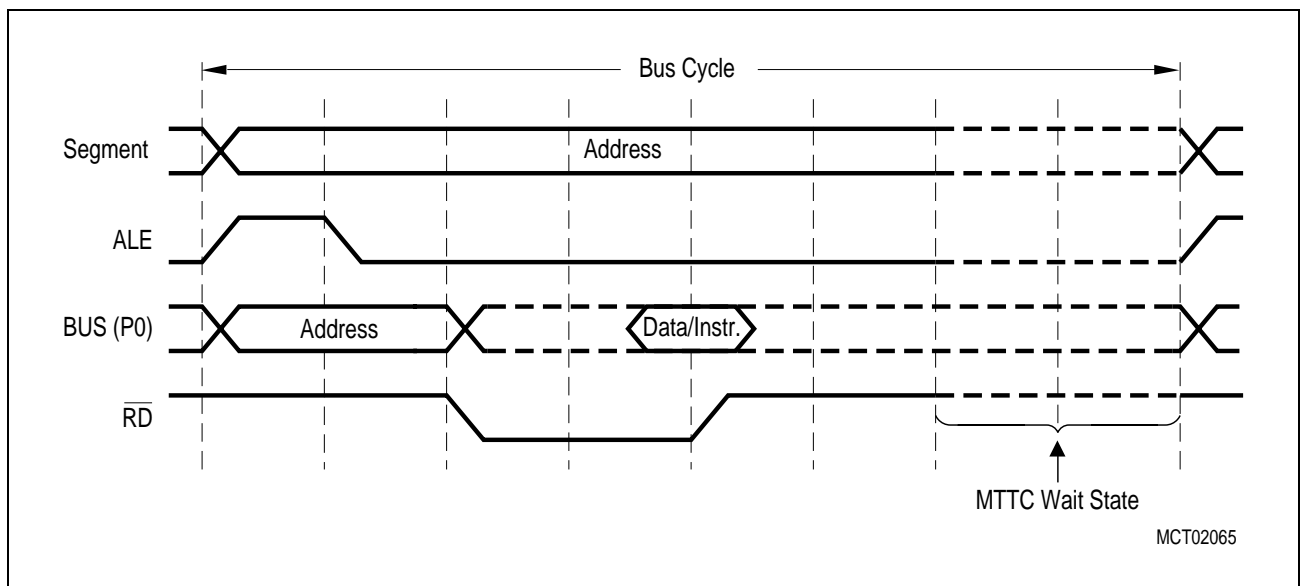 Bus Cycle
Segment
Address
ALE
BUS (P0)
Address
Data/Instr.
RD
MTTC Wait State
MCT02065